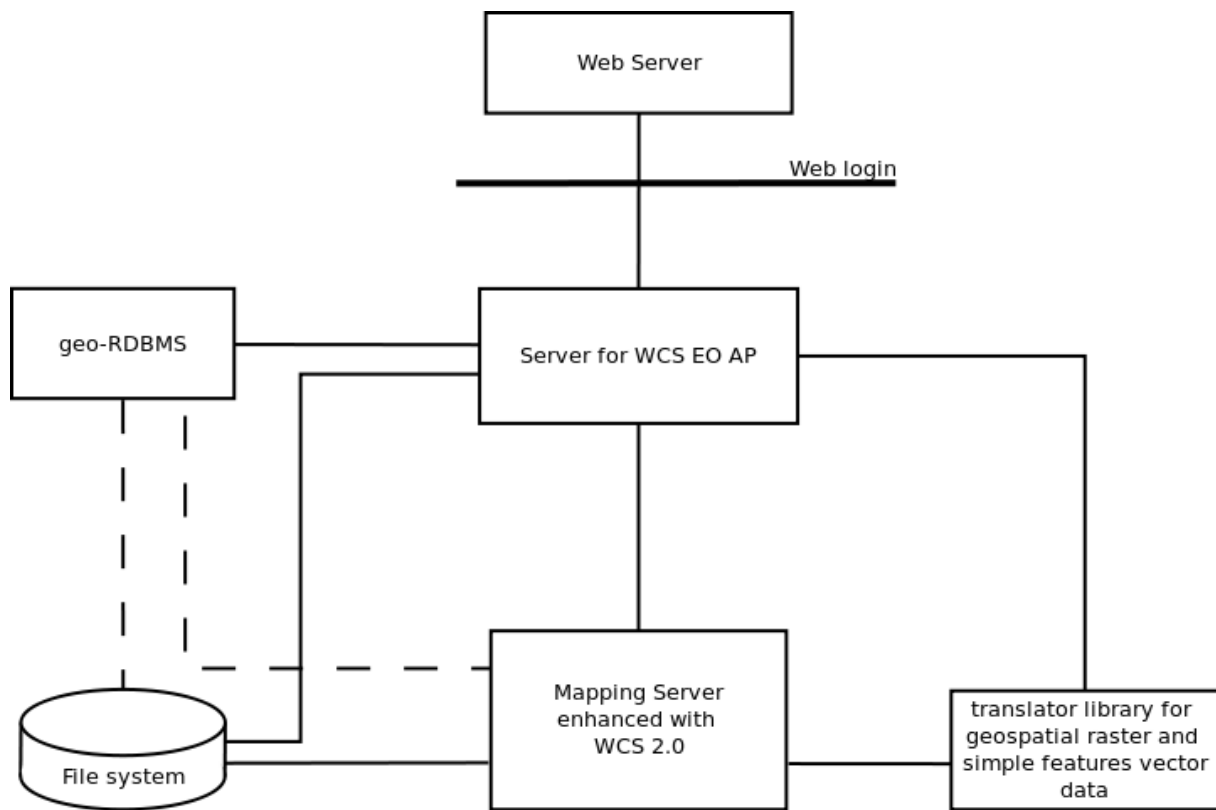 Web Server
Web login
geo-RDBMS
Server for WCS EO AP
Mapping Server
enhanced with
WCS 2.0
translator library for
geospatial raster and
simple features vector
data
File system